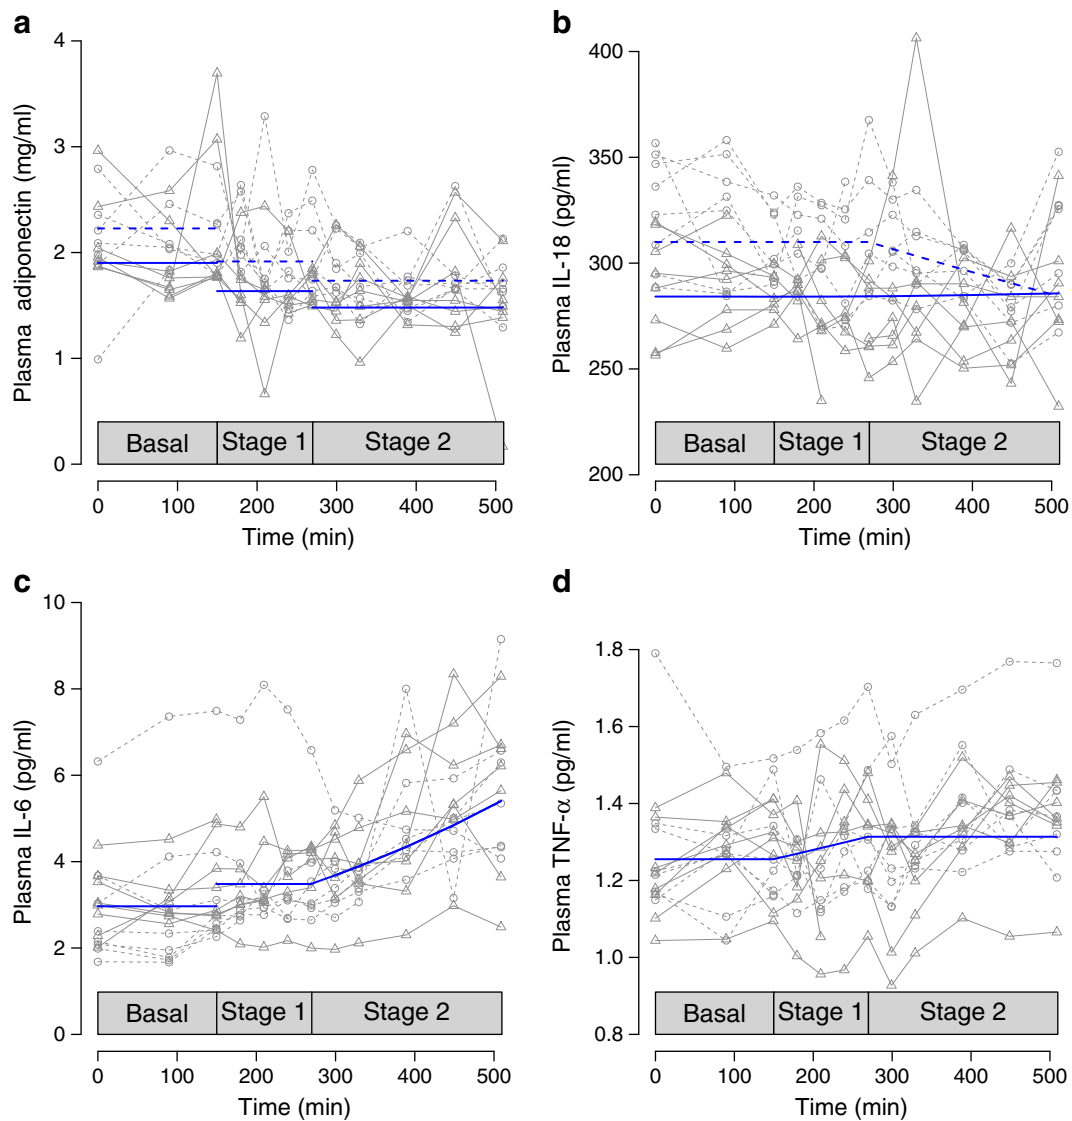 a
Plasma adiponectin (mg/ml)
4
3
2
1
0
Basal
Stage 1
Stage 2
0 100 200 300 400 500
Time (min)
b
Plasma IL-18 (pg/ml)
400
350
300
250
200
Basal
Stage 1
Stage 2
0 100 200 300 400 500
Time (min)
c
Plasma IL-6 (pg/ml)
10
8
6
4
2
0
Basal
Stage 1
Stage 2
0 100 200 300 400 500
Time (min)
d
Plasma TNF-α (pg/ml)
1.8
1.6
1.4
1.2
1.0
0.8
Basal
Stage 1
Stage 2
0 100 200 300 400 500
Time (min)